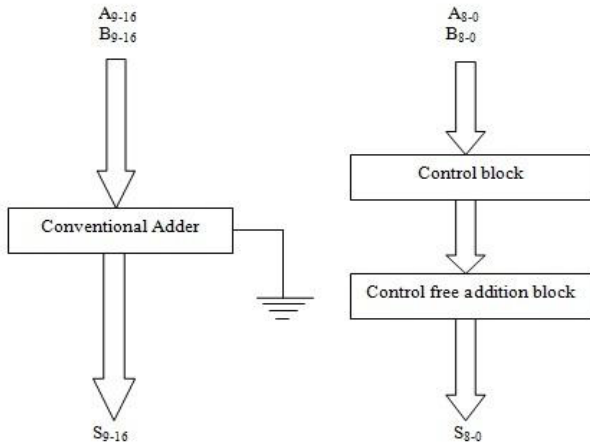 A9-16
B9-16
Conventional Adder
S9-16
A8-0
B8-0
Control block
Control free addition block
S8-0